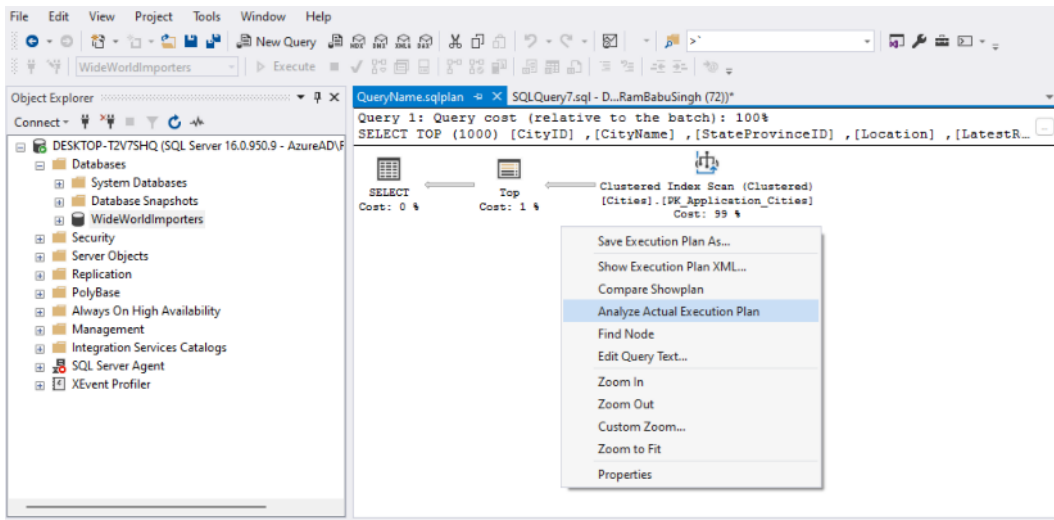 File Edit View Project Tools Window Help
New Query MDX DMX XMLA DAX >`
WideWorldImporters Execute
Object Explorer
Connect
DESKTOP-T2V7SHQ (SQL Server 16.0.950.9 - AzureAD\
Databases
System Databases
Database Snapshots
WideWorldImporters
Security
Server Objects
Replication
PolyBase
Always On High Availability
Management
Integration Services Catalogs
SQL Server Agent
XEvent Profiler
QueryName.sqlplan SQLQuery7.sql - D...RamBabuSingh (72))*
Query 1: Query cost (relative to the batch): 100%
SELECT TOP (1000) [CityID] ,[CityName] ,[StateProvinceID] ,[Location] ,[LatestR… ...
SELECT
Cost: 0 %
Top
Cost: 1 %
Clustered Index Scan (Clustered)
[Cities].[PK_Application_Cities]
Cost: 99 %
Save Execution Plan As...
Show Execution Plan XML...
Compare Showplan
Analyze Actual Execution Plan
Find Node
Edit Query Text...
Zoom In
Zoom Out
Custom Zoom...
Zoom to Fit
Properties